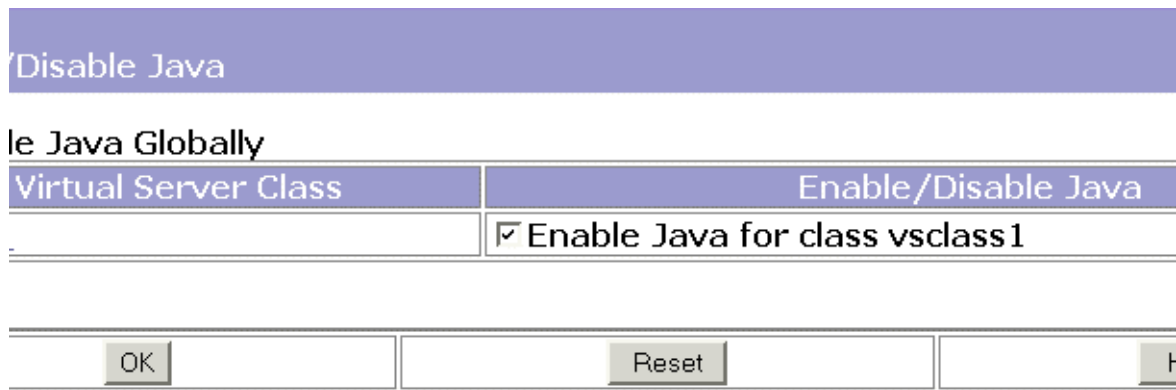 /Disable Java
le Java Globally
Virtual Server Class Enable/Disable Java
Enable Java for class vsclass1
OK Reset H